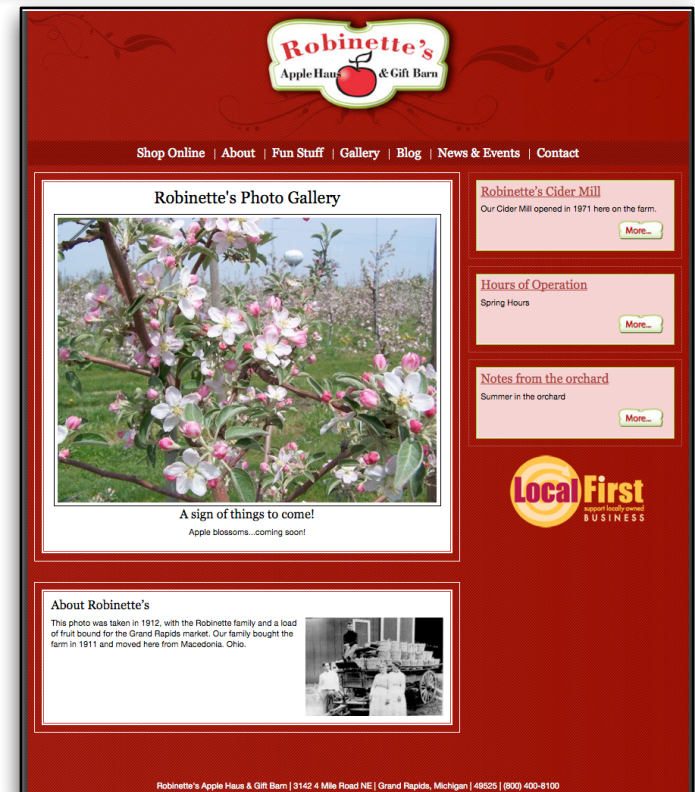 Robinette's
Apple Haus & Gift Barn
Shop Online | About | Fun Stuff | Gallery | Blog | News & Events | Contact
Robinette's Photo Gallery
A sign of things to come!
Apple blossoms...coming soon!
Robinette's Cider Mill
Our Cider Mill opened in 1971 here on the farm.
More...
Hours of Operation
Spring Hours
More...
Notes from the orchard
Summer in the orchard
More...
Local First
support locally owned
BUSINESS
About Robinette's
This photo was taken in 1912, with the Robinette family and a load
of fruit bound for the Grand Rapids market. Our family bought the
farm in 1911 and moved here from Macedonia. Ohio.
Robinette's Apple Haus & Gift Barn | 3142 4 Mile Road NE | Grand Rapids, Michigan | 49525 | (800) 400-8100